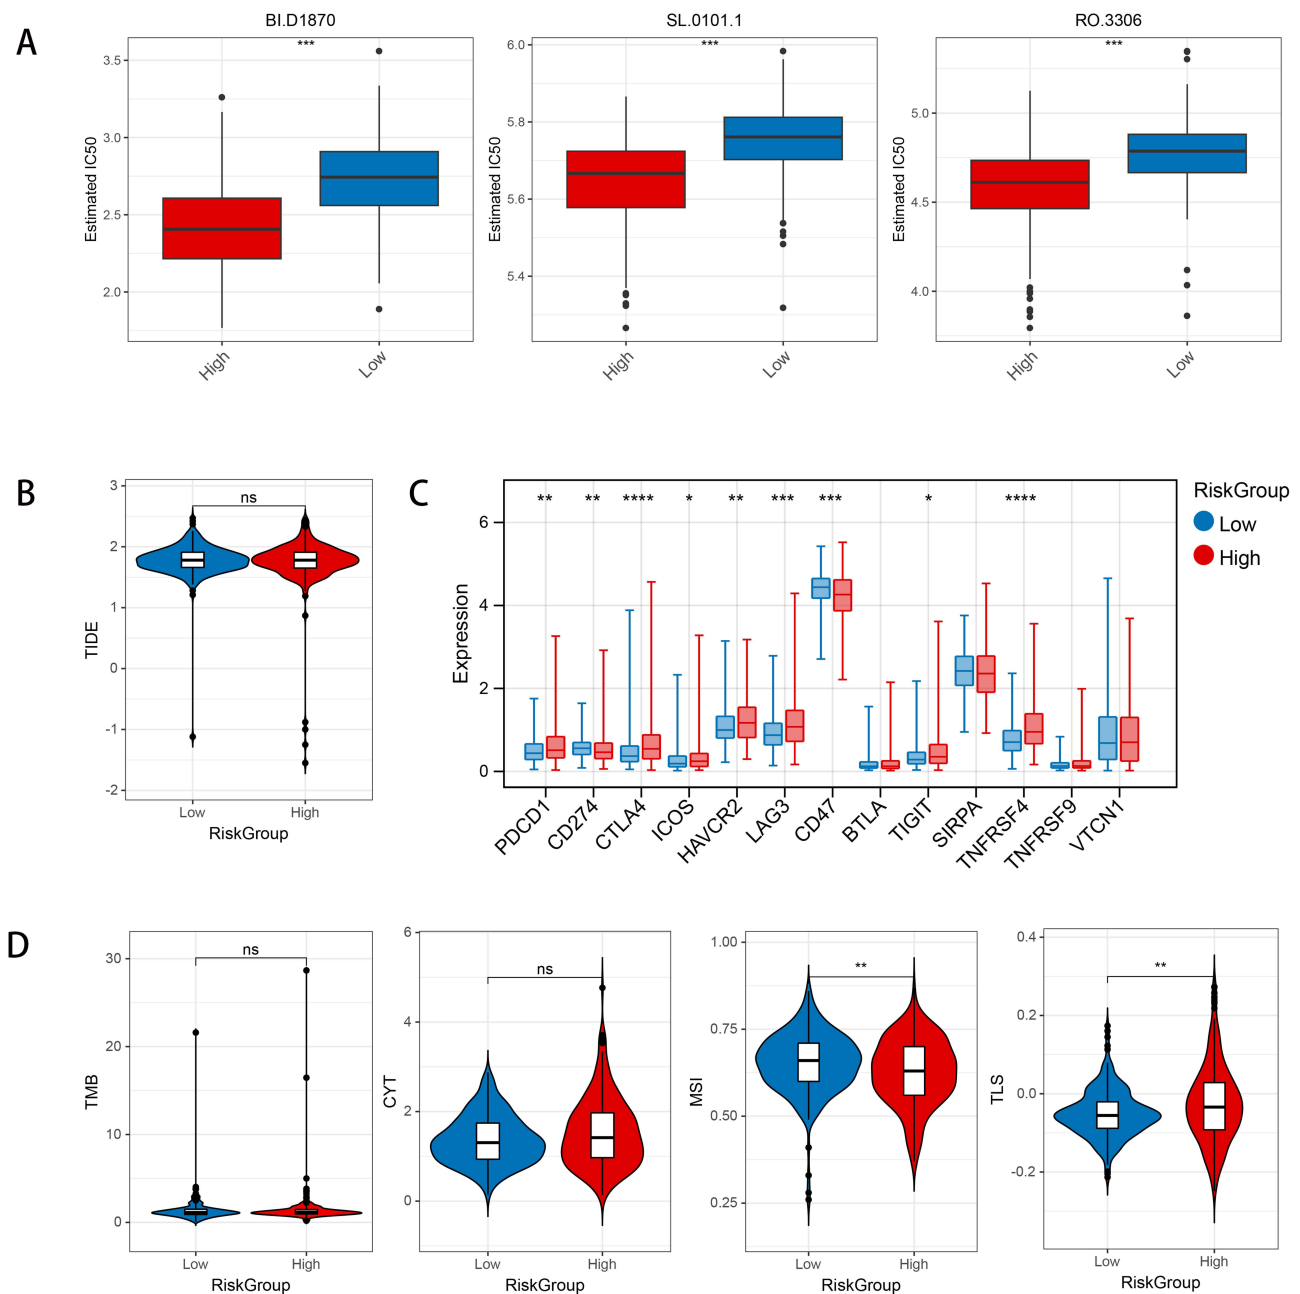 A
BI.D1870
SL.0101.1
RO.3306
Estimated IC50
3.5
3.0
2.5
2.0
***
High
Low
Estimated IC50
6.0
5.8
5.6
5.4
***
High
Low
Estimated IC50
5.0
4.5
4.0
***
High
Low
B
TIDE
3
2
1
0
-1
-2
ns
Low
High
RiskGroup
C
Expression
6
4
2
0
** ** **** * ** *** *** * ****
PDCD1
CD274
CTLA4
ICOS
HAVCR2
LAG3
CD47
BTLA
TIGIT
SIRPA
TNFRSF4
TNFRSF9
VTCN1
RiskGroup
Low
High
D
TMB
30
20
10
0
ns
Low
High
RiskGroup
CYT
6
4
2
0
ns
Low
High
RiskGroup
MSI
1.00
0.75
0.50
0.25
**
Low
High
RiskGroup
TLS
0.4
0.2
0.0
-0.2
**
Low
High
RiskGroup